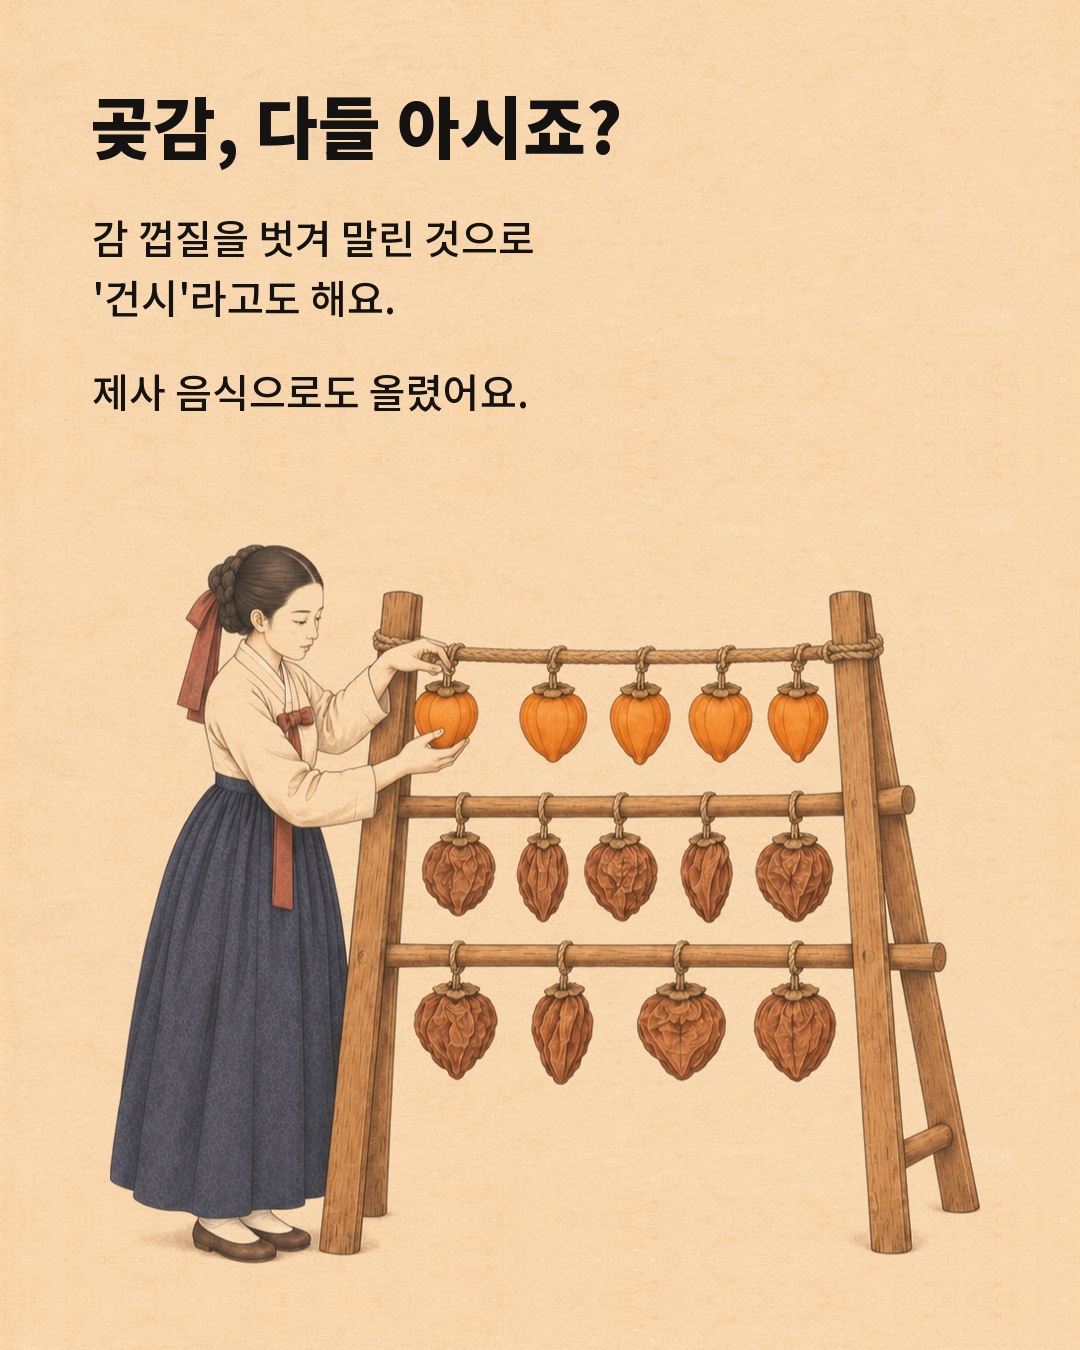 곶감, 다들 아시죠?
감 껍질을 벗겨 말린 것으로
'건시'라고도 해요.
제사 음식으로도 올렸어요.